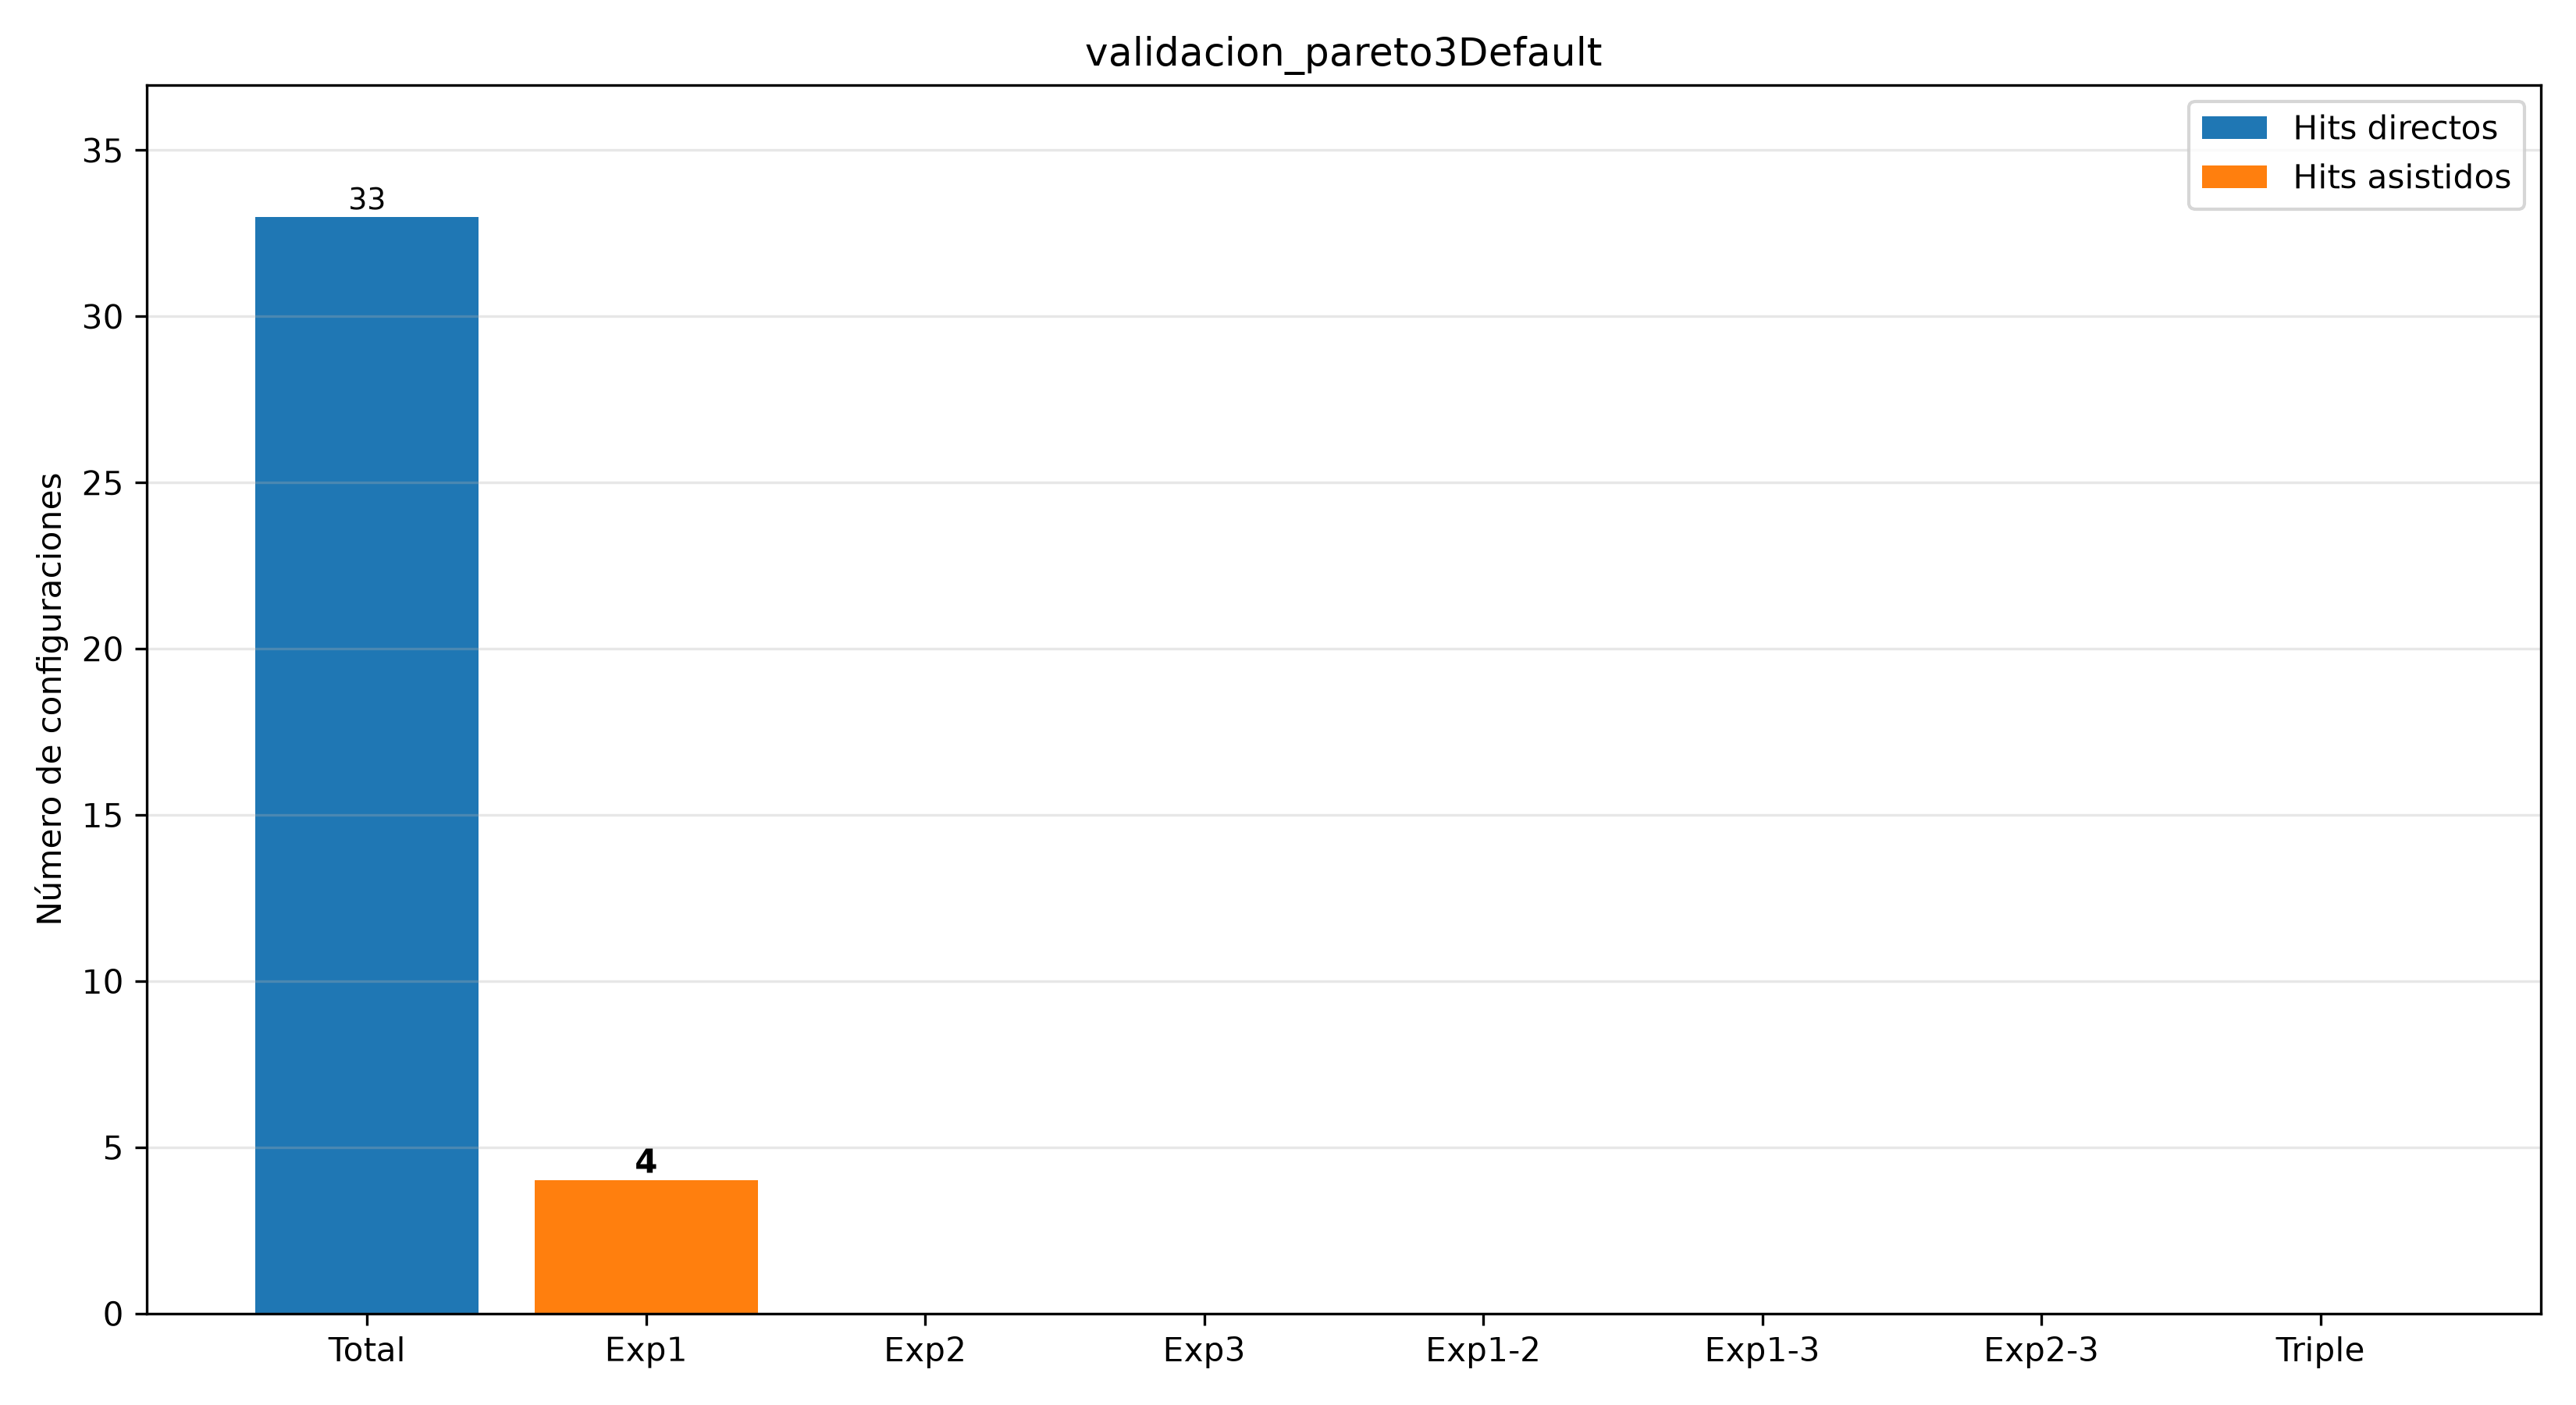 validacion_pareto3Default
Hits directos
Hits asistidos
Número de configuraciones
35
30
25
20
15
10
5
0
33
4
Total
Exp1
Exp2
Exp3
Exp1-2
Exp1-3
Exp2-3
Triple